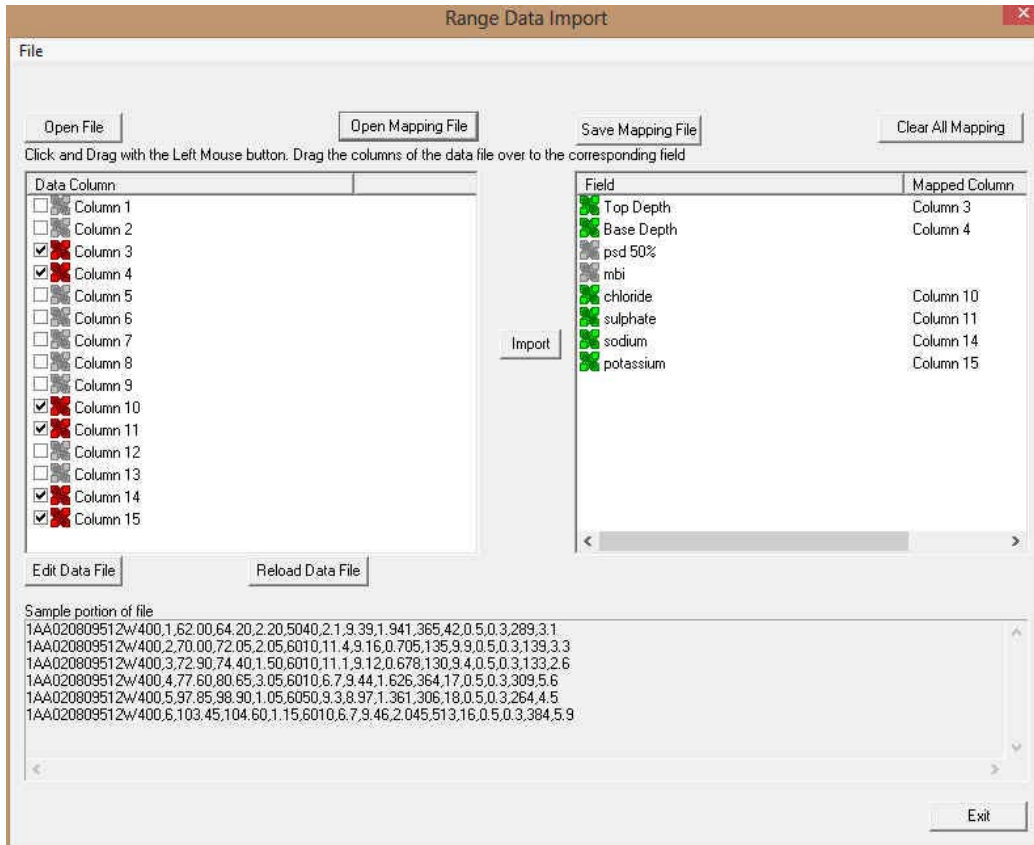 Range Data Import
File
Open File
Open Mapping File
Save Mapping File
Clear All Mapping
Click and Drag with the Left Mouse button. Drag the columns of the data file over to the corresponding field
Data Column
Column 1
Column 2
Column 3
Column 4
Column 5
Column 6
Column 7
Column 8
Column 9
Column 10
Column 11
Column 12
Column 13
Column 14
Column 15
Import
Field Mapped Column
Top Depth Column 3
Base Depth Column 4
psd 50%
mbi
chloride Column 10
sulphate Column 11
sodium Column 14
potassium Column 15
Edit Data File
Reload Data File
Sample portion of file
1AA020809512W400,1,62.00,64.20,2.20,5040,2.1,9.39,1.941,365,42,0.5,0.3,289,3.1
1AA020809512W400,2,70.00,72.05,2.05,6010,11.4,9.16,0.705,135,9.9,0.5,0.3,139,3.3
1AA020809512W400,3,72.90,74.40,1.50,6010,11.1,9.12,0.678,130,9.4,0.5,0.3,133,2.6
1AA020809512W400,4,77.60,80.65,3.05,6010,6.7,9.44,1.626,364,17,0.5,0.3,309,5.6
1AA020809512W400,5,97.85,98.90,1.05,6050,9.3,8.97,1.361,306,18,0.5,0.3,264,4.5
1AA020809512W400,6,103.45,104.60,1.15,6010,6.7,9.46,2.045,513,16,0.5,0.3,384,5.9
Exit